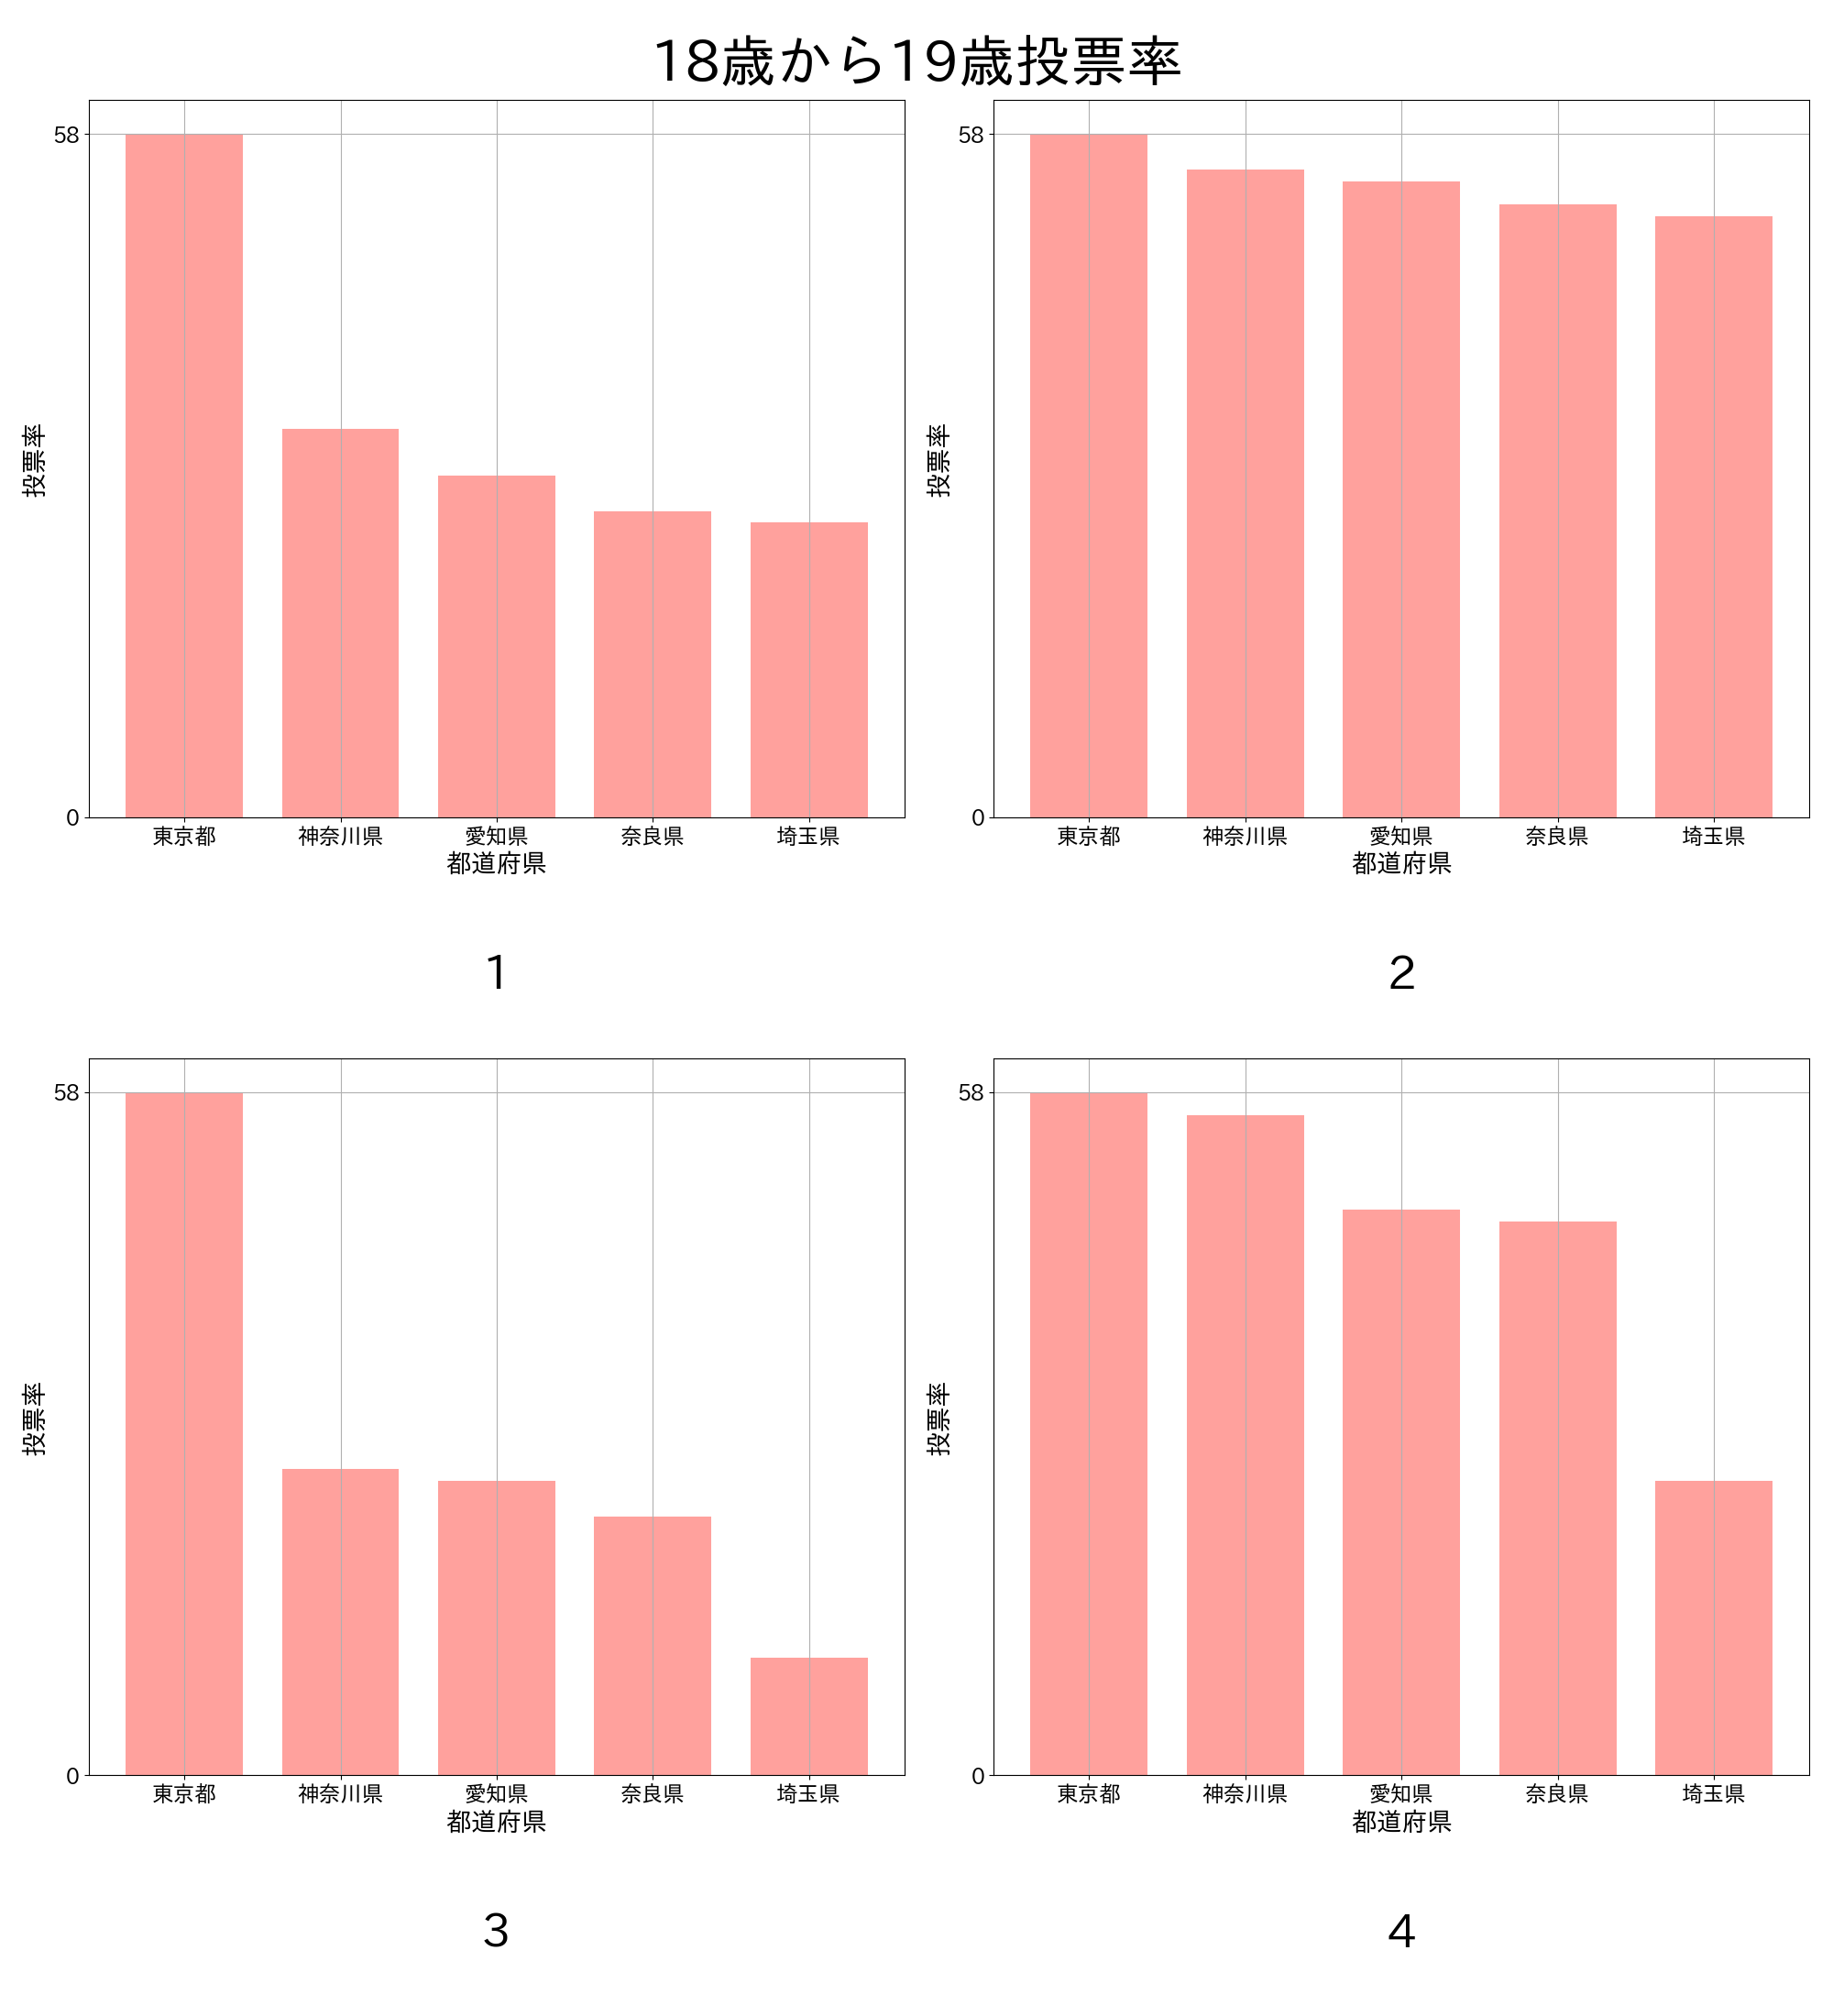 18歳から19歳投票率
58
0
投票率
東京都 神奈川県 愛知県 奈良県 埼玉県
都道府県
1
58
0
投票率
東京都 神奈川県 愛知県 奈良県 埼玉県
都道府県
2
58
0
投票率
東京都 神奈川県 愛知県 奈良県 埼玉県
都道府県
3
58
0
投票率
東京都 神奈川県 愛知県 奈良県 埼玉県
都道府県
4